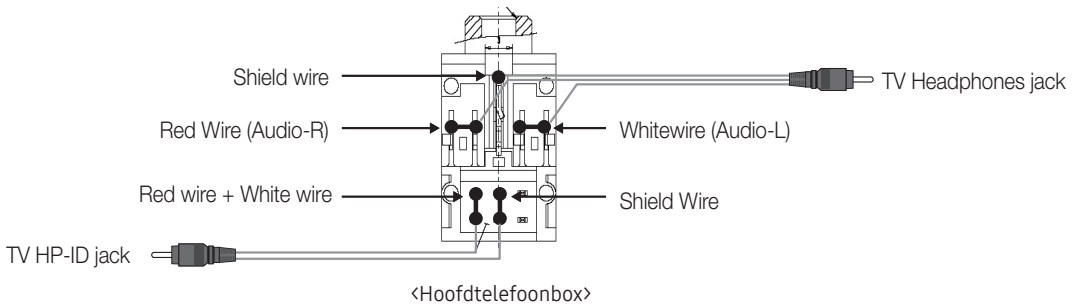 Shield wire
TV Headphones jack
Red Wire (Audio-R)
Whitewire (Audio-L)
Red wire + White wire
Shield Wire
TV HP-ID jack
<Hoofdtelefoonbox>